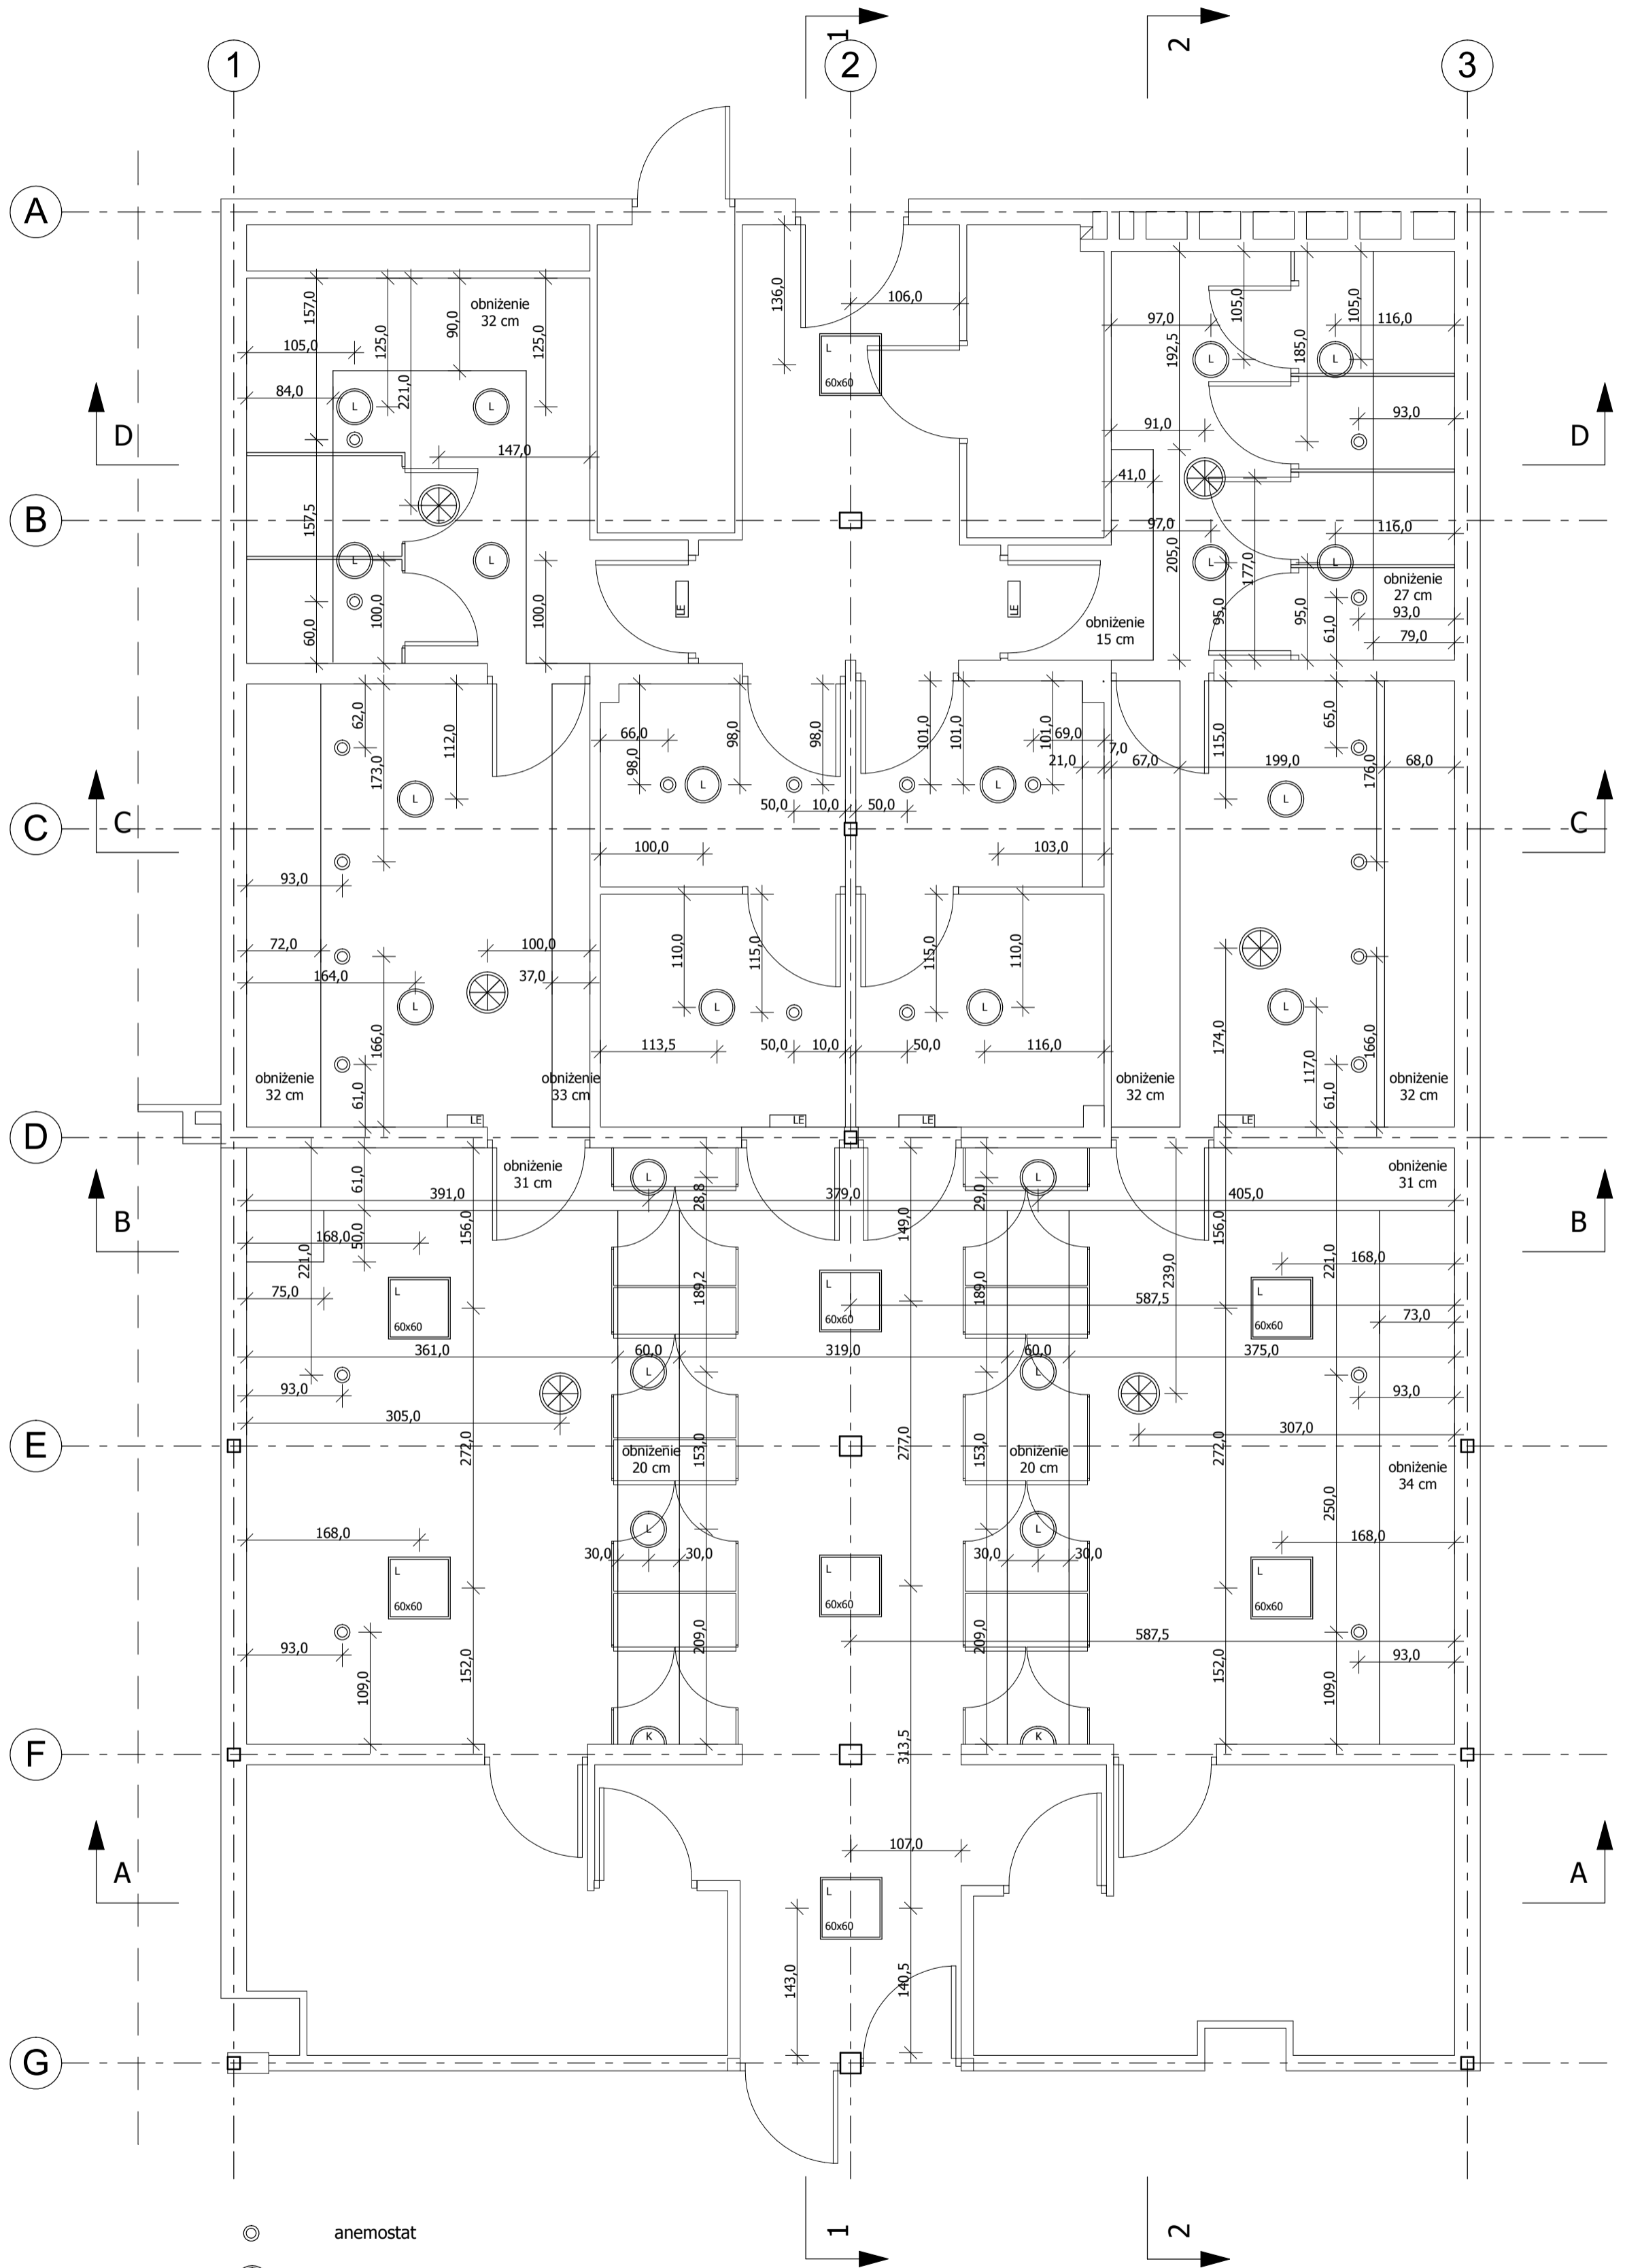 1
2
1
2
3
A
136,0
106,0
obniżenie
32 cm
157,0
125,0
90,0
125,0
105,0
221,0
84,0
L
60x60
97,0
105,0
105,0
116,0
192,5
185,0
L
L
L
L
D
147,0
91,0
93,0
D
41,0
B
157,5
97,0
116,0
205,0
177,0
L
L
L
L
obniżenie
27 cm
LE
LE
60,0
100,0
100,0
obniżenie
15 cm
95,0
95,0
61,0
93,0
79,0
62,0
112,0
173,0
66,0
98,0
98,0
98,0
101,0
101,0
101,0
69,0
7,0
21,0
67,0
115,0
199,0
65,0
176,0
68,0
L
L
L
L
50,0
10,0
50,0
C
C
C
100,0
103,0
93,0
72,0
100,0
110,0
115,0
115,0
110,0
164,0
37,0
L
L
L
L
166,0
113,5
50,0
10,0
50,0
116,0
174,0
117,0
166,0
obniżenie
32 cm
obniżenie
33 cm
obniżenie
32 cm
obniżenie
32 cm
61,0
61,0
LE
LE
LE
LE
D
obniżenie
31 cm
obniżenie
31 cm
61,0
L
L
28,8
29,0
391,0
379,0
405,0
B
B
168,0
50,0
221,0
156,0
149,0
156,0
221,0
168,0
239,0
75,0
L
60x60
189,2
L
60x60
189,0
587,5
L
60x60
73,0
361,0
60,0
319,0
60,0
375,0
L
L
93,0
93,0
305,0
307,0
E
272,0
obniżenie
20 cm
153,0
277,0
153,0
obniżenie
20 cm
272,0
obniżenie
34 cm
250,0
168,0
168,0
L
L
30,0
30,0
30,0
30,0
L
60x60
L
60x60
L
60x60
93,0
209,0
209,0
587,5
93,0
109,0
152,0
152,0
109,0
K
K
F
313,5
107,0
A
A
L
60x60
143,0
140,5
G
1
2
anemostat